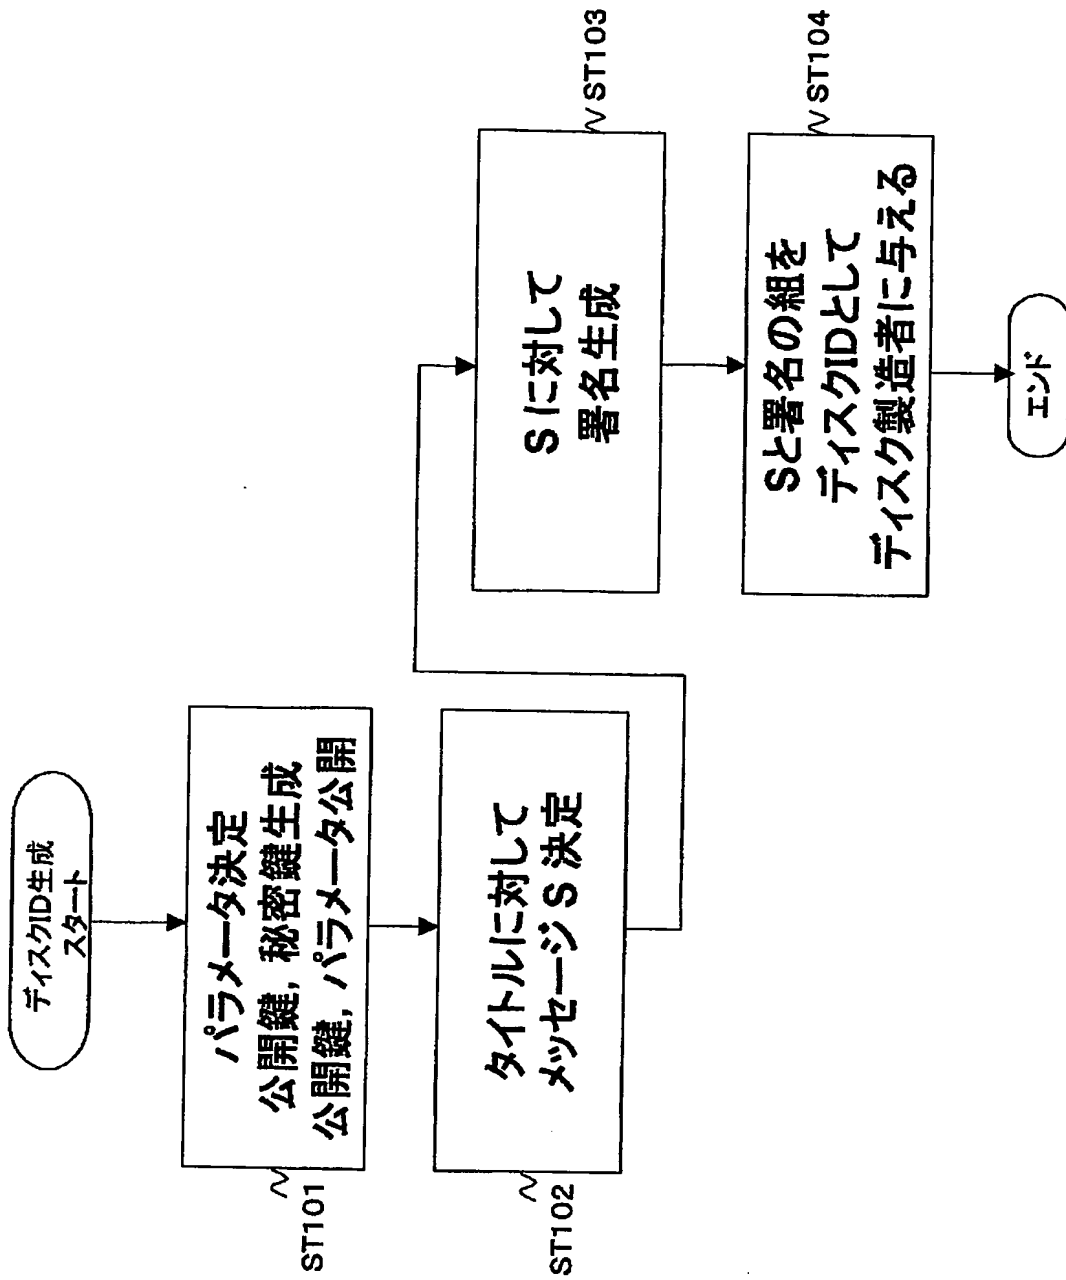 ディスクID生成
スタート
ST101
パラメータ決定
公開鍵, 秘密鍵生成
公開鍵, パラメータ公開
ST102
タイトルに対して
メッセージS決定
ST103
Sに対して
署名生成
ST104
Sと署名の組を
ディスクIDとして
ディスク製造者に与える
エンド